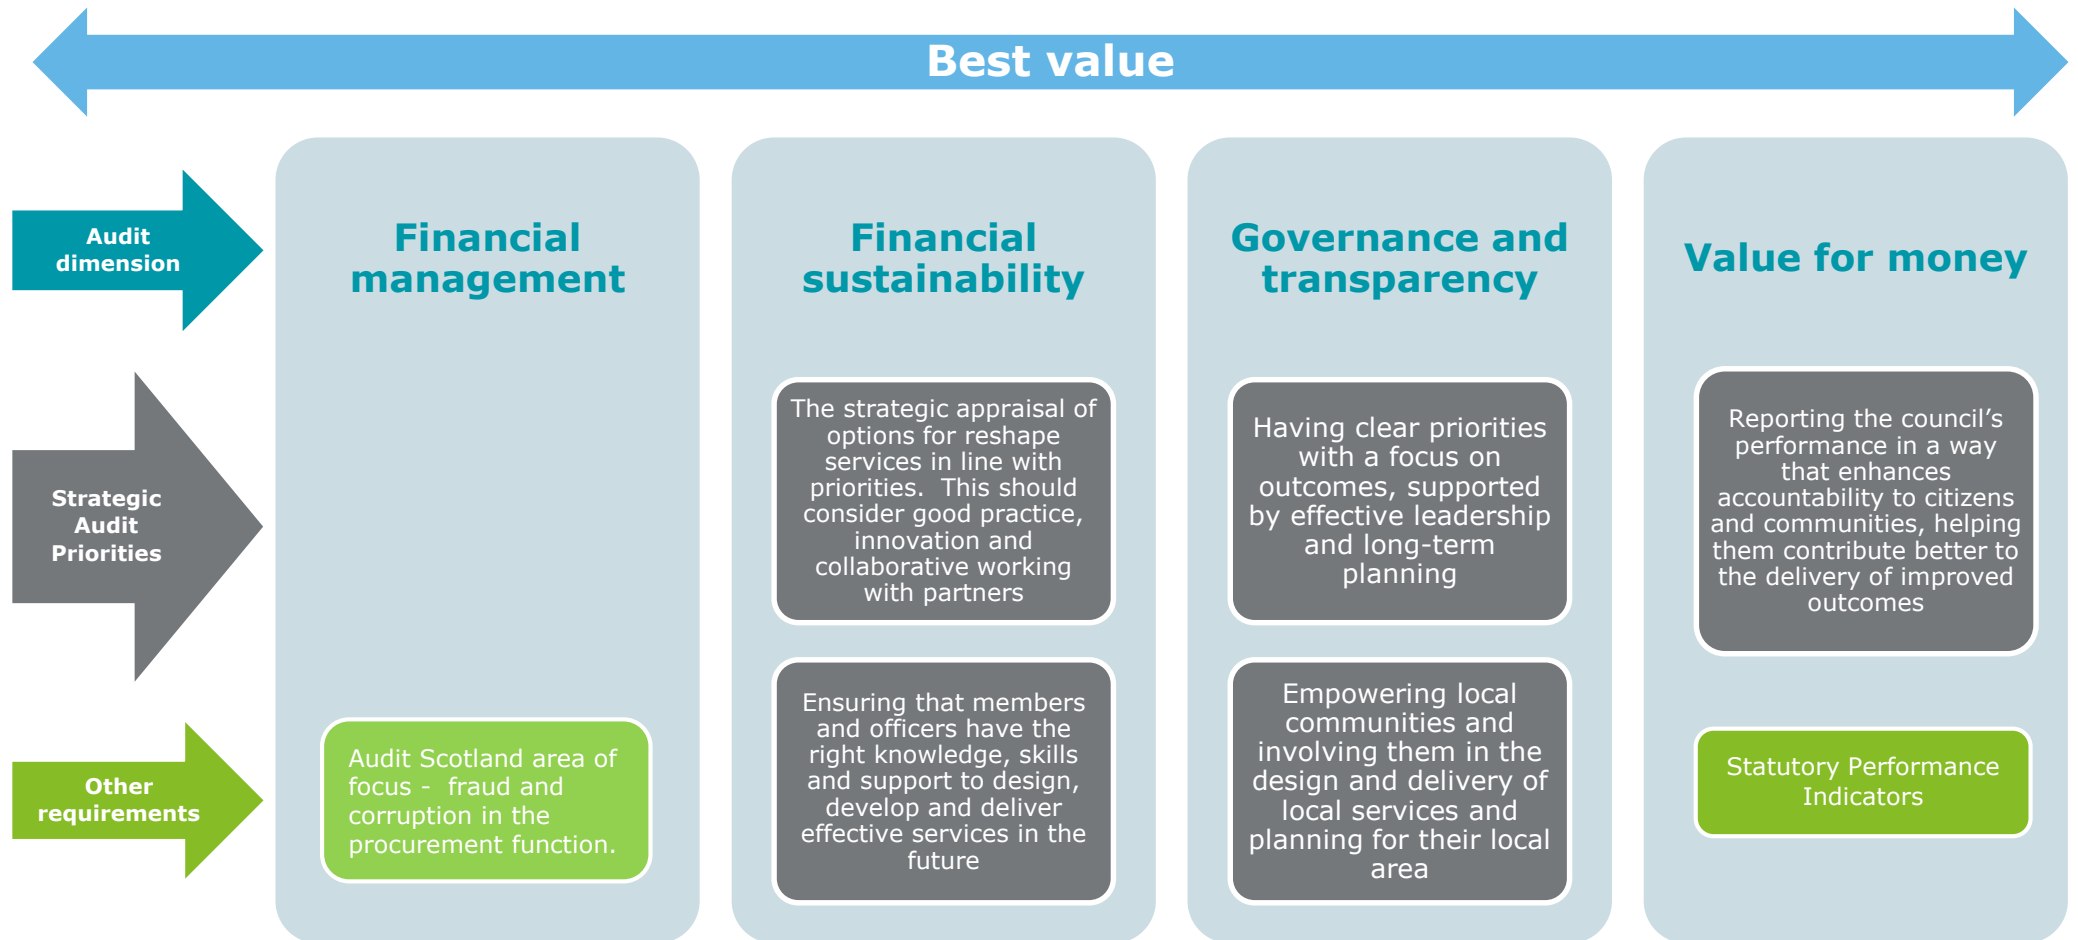 Best value
Audit
dimension
Financial
management
Financial
sustainability
Governance and
transparency
Value for money
Strategic
Audit
Priorities
The strategic appraisal of
options for reshape
services in line with
priorities.  This should
consider good practice,
innovation and
collaborative working
with partners
Having clear priorities
with a focus on
outcomes, supported
by effective leadership
and long-term
planning
Reporting the council’s
performance in a way
that enhances
accountability to citizens
and communities, helping
them contribute better to
the delivery of improved
outcomes
Other
requirements
Audit Scotland area of
focus -  fraud and
corruption in the
procurement function.
Ensuring that members
and officers have the
right knowledge, skills
and support to design,
develop and deliver
effective services in the
future
Empowering local
communities and
involving them in the
design and delivery of
local services and
planning for their local
area
Statutory Performance
Indicators